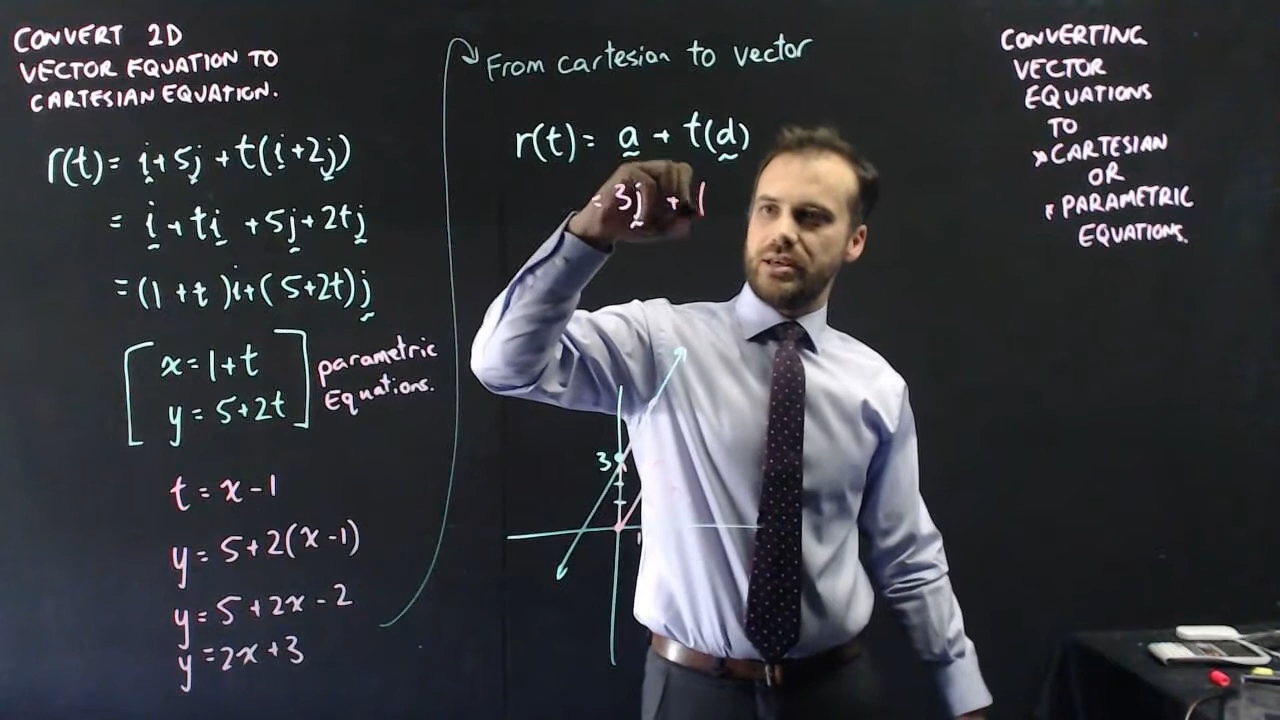 CONVERT 2D
VECTOR EQUATION TO
CARTESIAN EQUATION.
r(t) = i + 5j + t(i + 2j)
= i + ti + 5j + 2tj
= (1 + t)i + (5 + 2t)j
x = 1 + t
y = 5 + 2t
parametric
Equations.
t = x - 1
y = 5 + 2(x - 1)
y = 5 + 2x - 2
y = 2x + 3
From cartesian to vector
r(t) = a + t(d)
= 3j +
3
CONVERTING
VECTOR
EQUATIONS
TO
* CARTESIAN
OR
* PARAMETRIC
EQUATIONS.